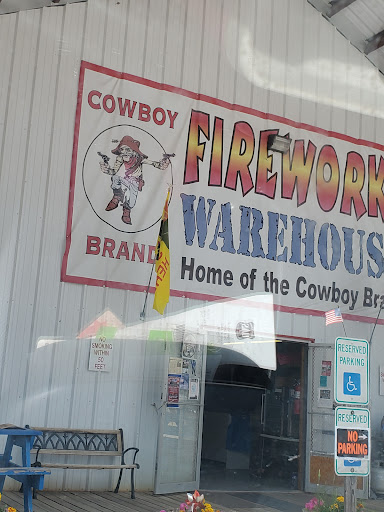 COWBOY
BRAND
FIREWORK
WAREHOUS
Home of the Cowboy Bra
NO
SMOKING
WITHIN
50
FEET
RESERVED
PARKING
RESERVED
NO
PARKING